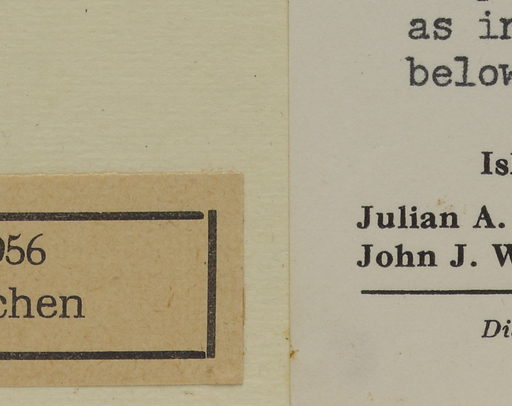 as in
below
956
chen
Isl
Julian A.
John J. W
Di